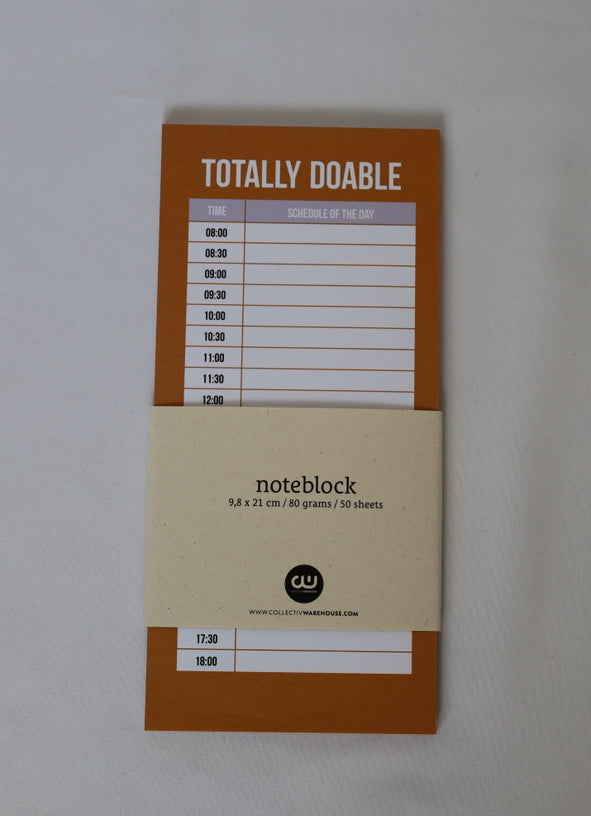 TOTALLY DOABLE
TIME SCHEDULE OF THE DAY
08:00
08:30
09:00
09:30
10:00
10:30
11:00
11:30
12:00
noteblock
9,8 x 21 cm / 80 grams / 50 sheets
CW
WWW.COLLECTIVWAREHOUSE.COM
17:30
18:00